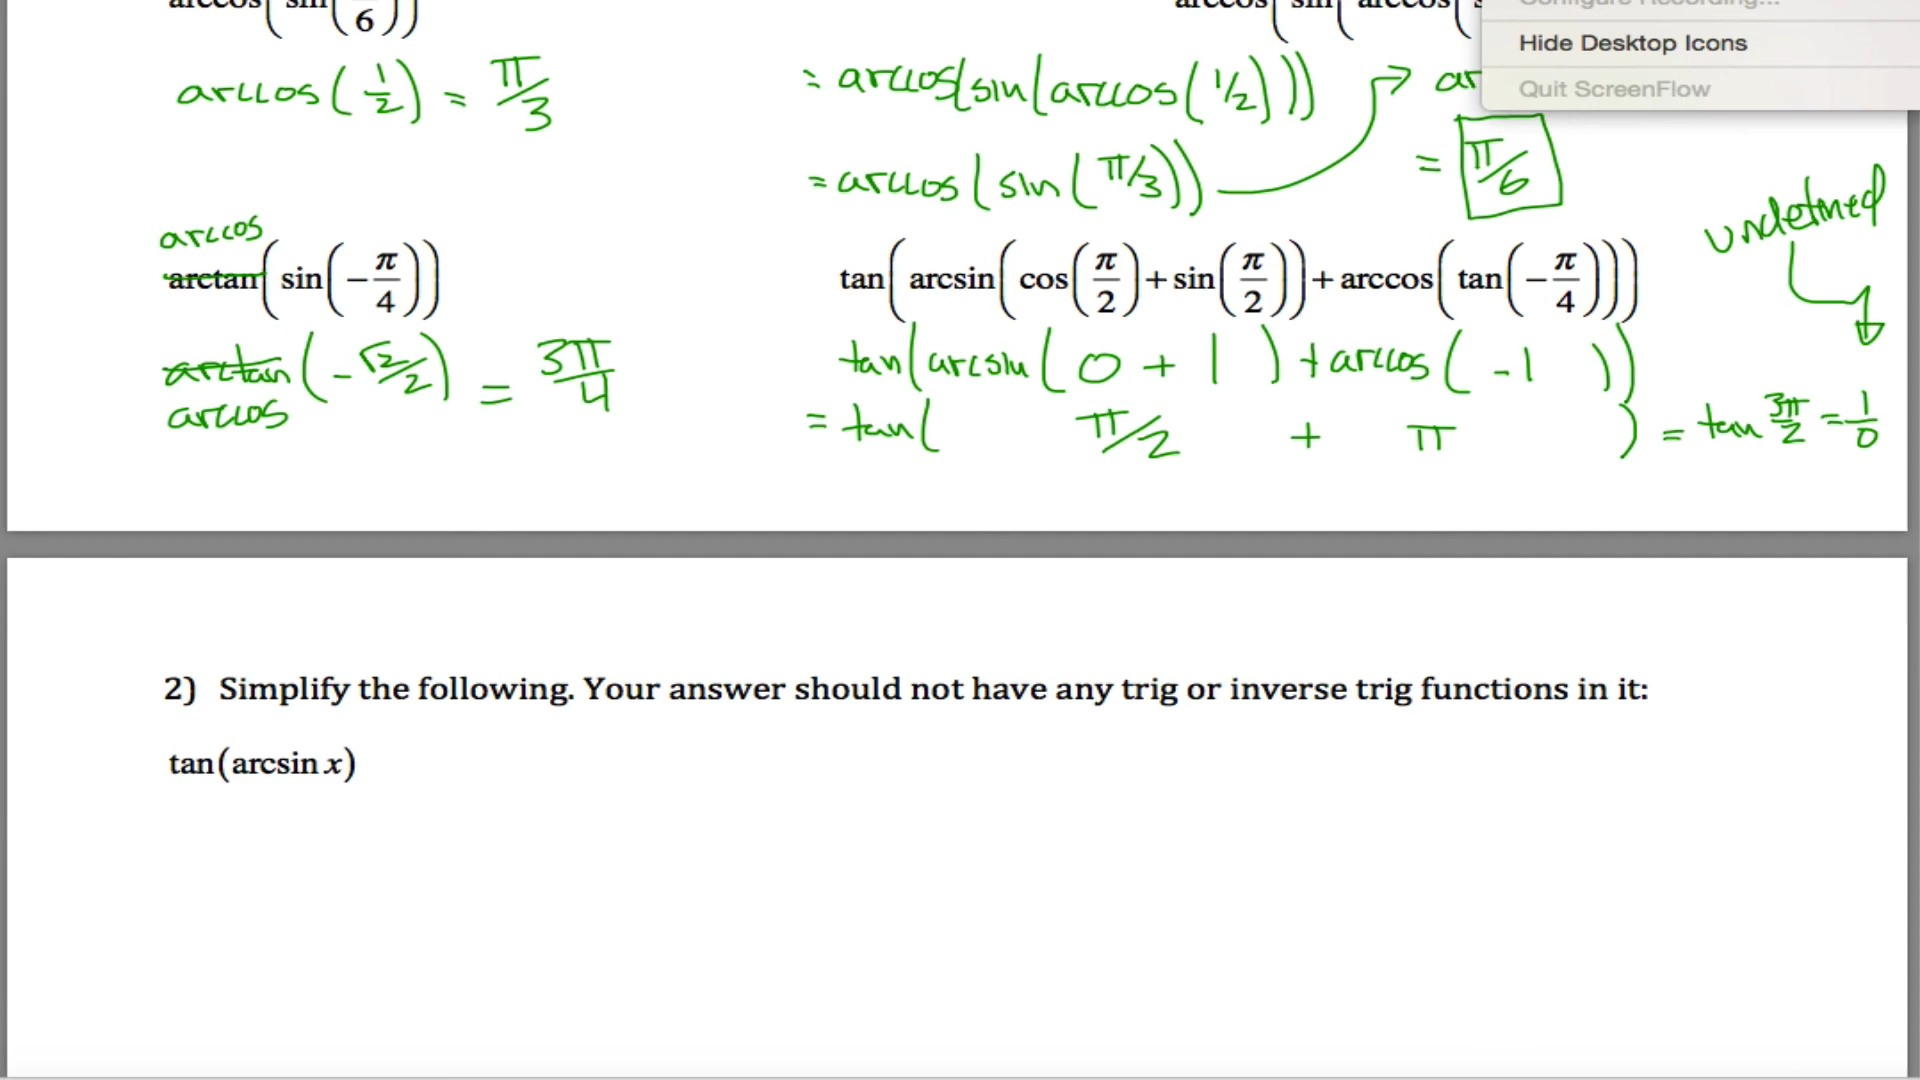 6
Hide Desktop Icons
Quit ScreenFlow
arccos(1/2) = π/3
= arccos(sin(arccos(1/2)))
ar
= arccos(sin(π/3))
= π/6
undefined
arccos
arctan(sin(−π/4))
tan(arcsin(cos(π/2)+sin(π/2))+arccos(tan(−π/4)))
arctan(-√2/2) = 3π/4
arccos
tan(arcsin(0 + 1) + arccos(-1))
= tan(π/2 + π) = tan 3π/2 = 1/0
2) Simplify the following. Your answer should not have any trig or inverse trig functions in it:
tan(arcsin x)